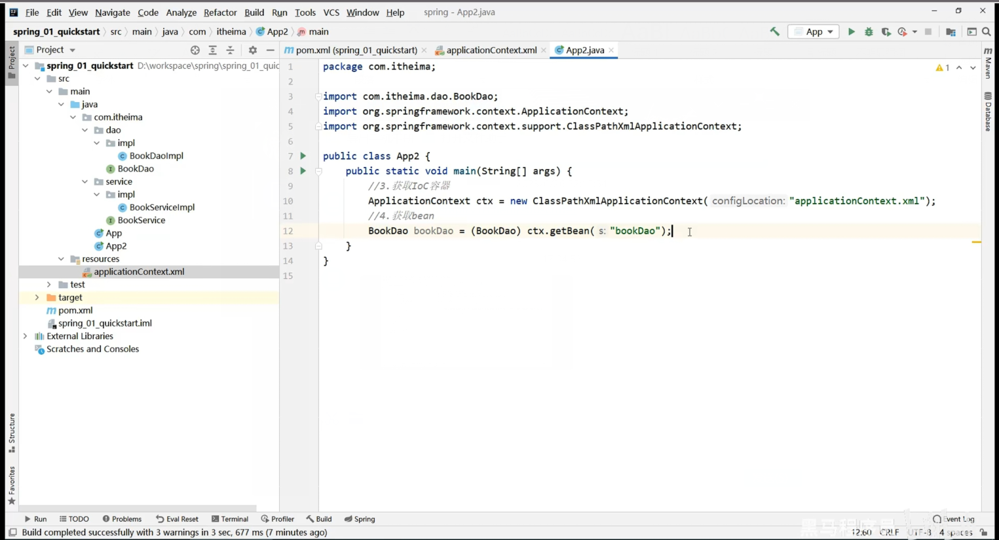 File Edit View Navigate Code Analyze Refactor Build Run Tools VCS Window Help spring - App2.java
spring_01_quickstart src main java com itheima App2 main
App
Project
pom.xml (spring_01_quickstart)
applicationContext.xml
App2.java
Project
spring_01_quickstart D:\workspace\spring\spring_01_quic
src
main
java
com.itheima
dao
impl
BookDaoImpl
BookDao
service
impl
BookServiceImpl
BookService
App
App2
resources
applicationContext.xml
test
target
pom.xml
spring_01_quickstart.iml
External Libraries
Scratches and Consoles
Structure
Favorites
1 package com.itheima;
2
3 import com.itheima.dao.BookDao;
4 import org.springframework.context.ApplicationContext;
5 import org.springframework.context.support.ClassPathXmlApplicationContext;
6
7 public class App2 {
8 public static void main(String[] args) {
9 //3.获取IoC容器
10 ApplicationContext ctx = new ClassPathXmlApplicationContext( configLocation: "applicationContext.xml");
11 //4.获取bean
12 BookDao bookDao = (BookDao) ctx.getBean( s: "bookDao");
13 }
14 }
15
1
Maven
Database
Run TODO Problems Eval Reset Terminal Profiler Build Spring Event Log
Build completed successfully with 3 warnings in 3 sec, 677 ms (7 minutes ago)
12:60 CRLF UTF-8 4 spaces
黑马程序员